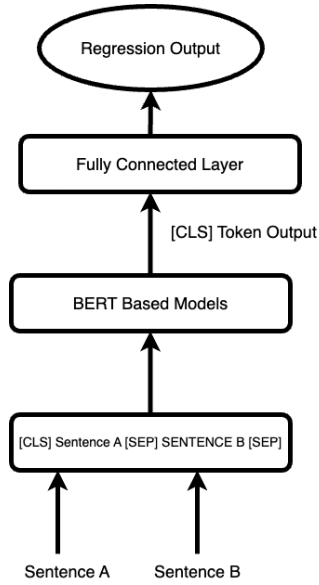 Regression Output
Fully Connected Layer
[CLS] Token Output
BERT Based Models
[CLS] Sentence A [SEP] SENTENCE B [SEP]
Sentence A
Sentence B